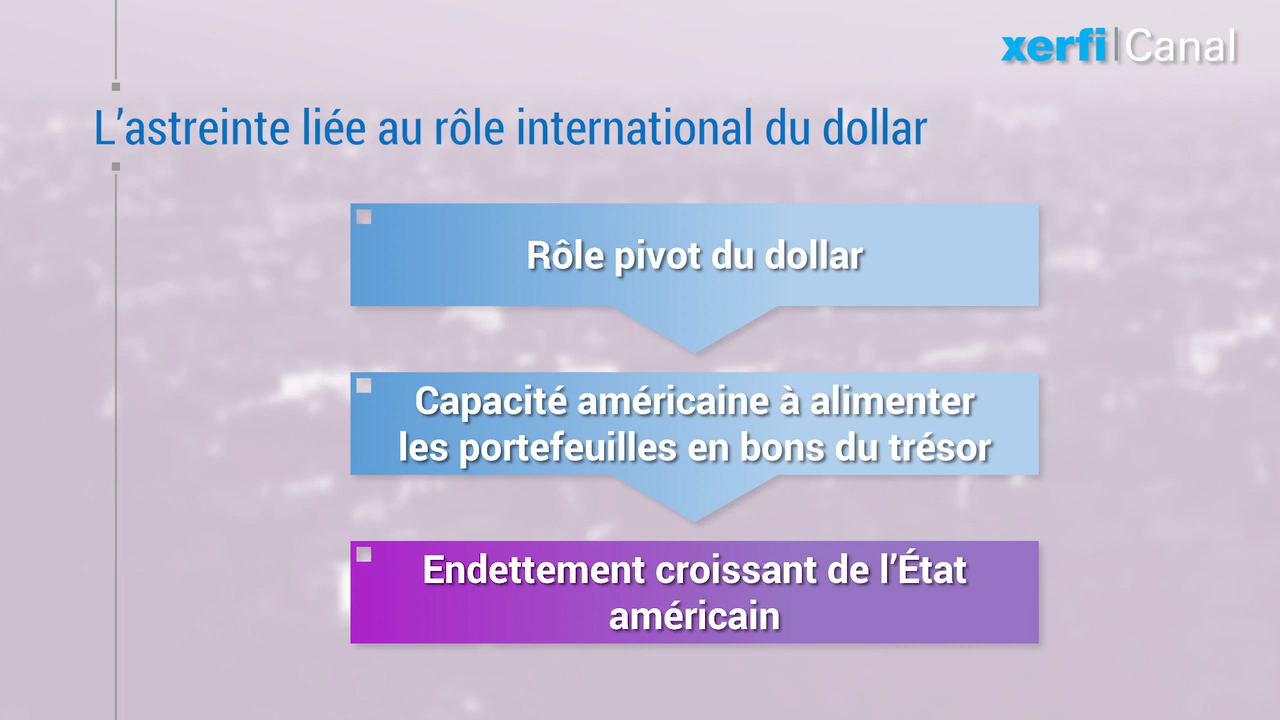 xerfi Canal
L’astreinte liée au rôle international du dollar
Rôle pivot du dollar
Capacité américaine à alimenter
les portefeuilles en bons du trésor
Endettement croissant de l’État
américain